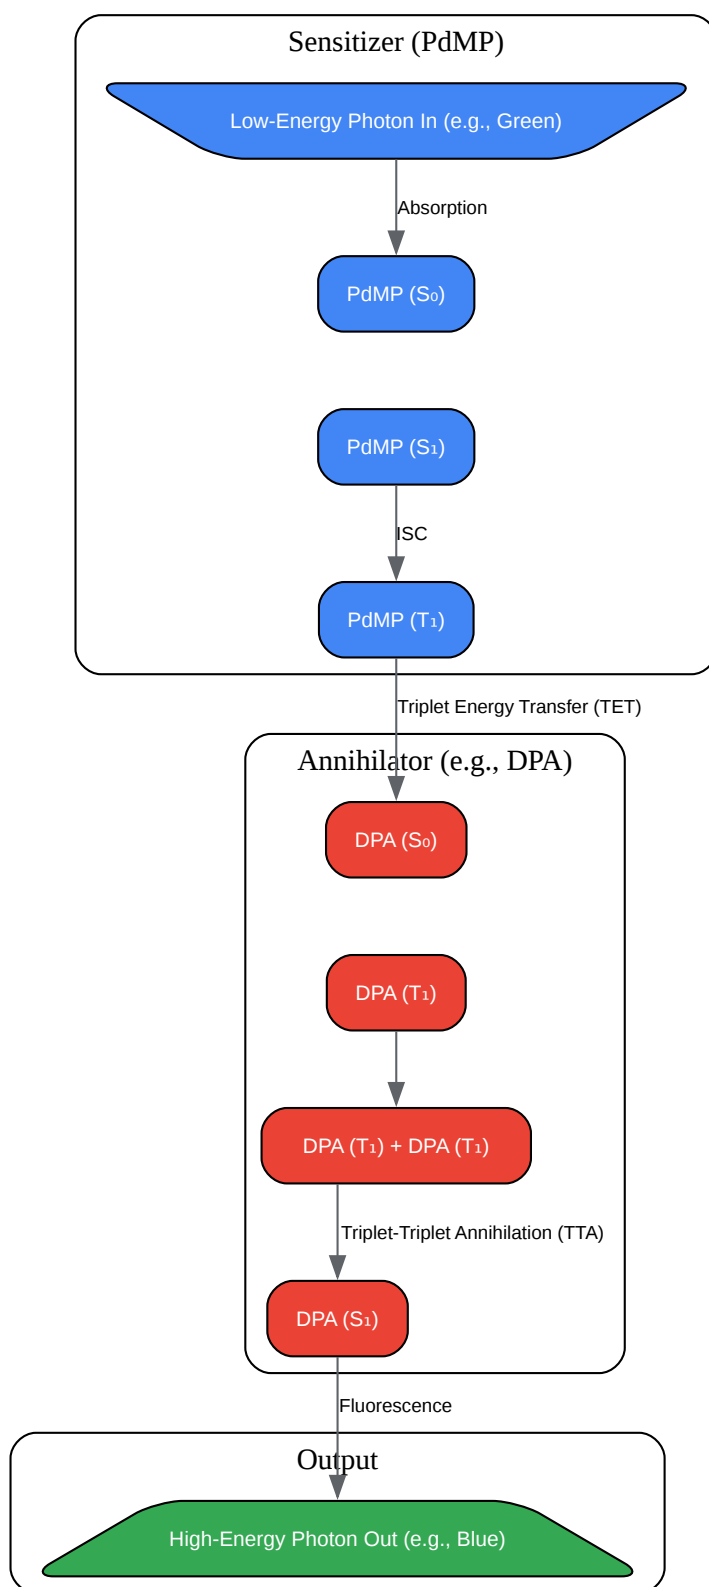 Sensitizer (PdMP)
Low-Energy Photon In (e.g., Green)
Absorption
PdMP (S₀)
PdMP (S₁)
ISC
PdMP (T₁)
Triplet Energy Transfer (TET)
Annihilator (e.g., DPA)
DPA (S₀)
DPA (T₁)
DPA (T₁) + DPA (T₁)
Triplet-Triplet Annihilation (TTA)
DPA (S₁)
Fluorescence
Output
High-Energy Photon Out (e.g., Blue)